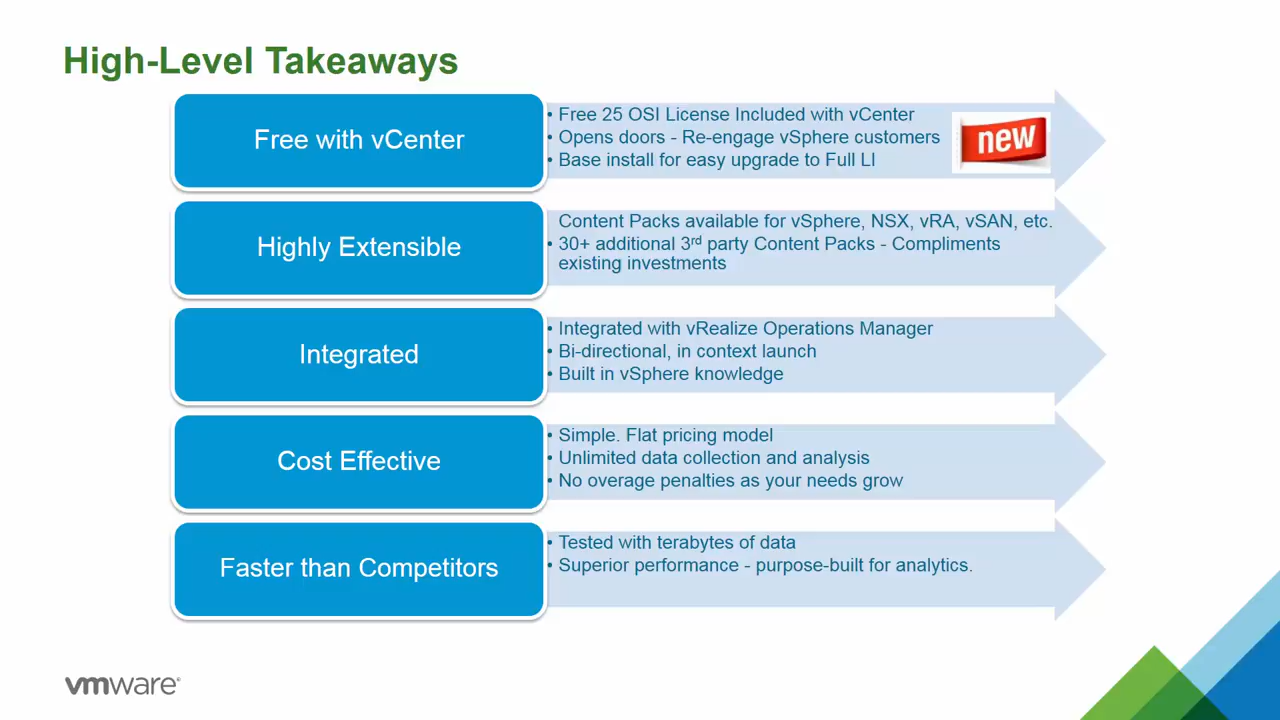 High-Level Takeaways
Free with vCenter
• Free 25 OSI License Included with vCenter
• Opens doors - Re-engage vSphere customers
• Base install for easy upgrade to Full LI
new
Highly Extensible
Content Packs available for vSphere, NSX, vRA, vSAN, etc.
• 30+ additional 3rd party Content Packs - Compliments
existing investments
Integrated
• Integrated with vRealize Operations Manager
• Bi-directional, in context launch
• Built in vSphere knowledge
Cost Effective
• Simple. Flat pricing model
• Unlimited data collection and analysis
• No overage penalties as your needs grow
Faster than Competitors
• Tested with terabytes of data
• Superior performance - purpose-built for analytics.
vmware®